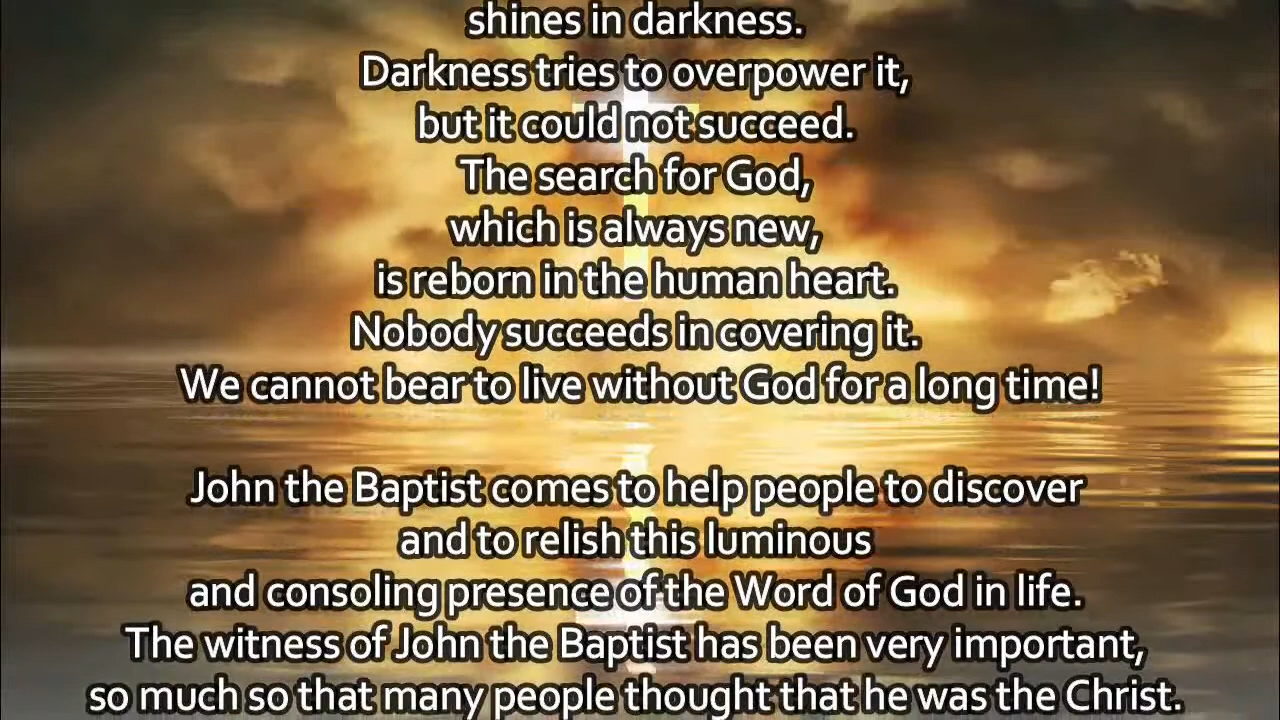 shines in darkness.
Darkness tries to overpower it,
but it could not succeed.
The search for God,
which is always new,
is reborn in the human heart.
Nobody succeeds in covering it.
We cannot bear to live without God for a long time!
John the Baptist comes to help people to discover
and to relish this luminous
and consoling presence of the Word of God in life.
The witness of John the Baptist has been very important,
so much so that many people thought that he was the Christ.